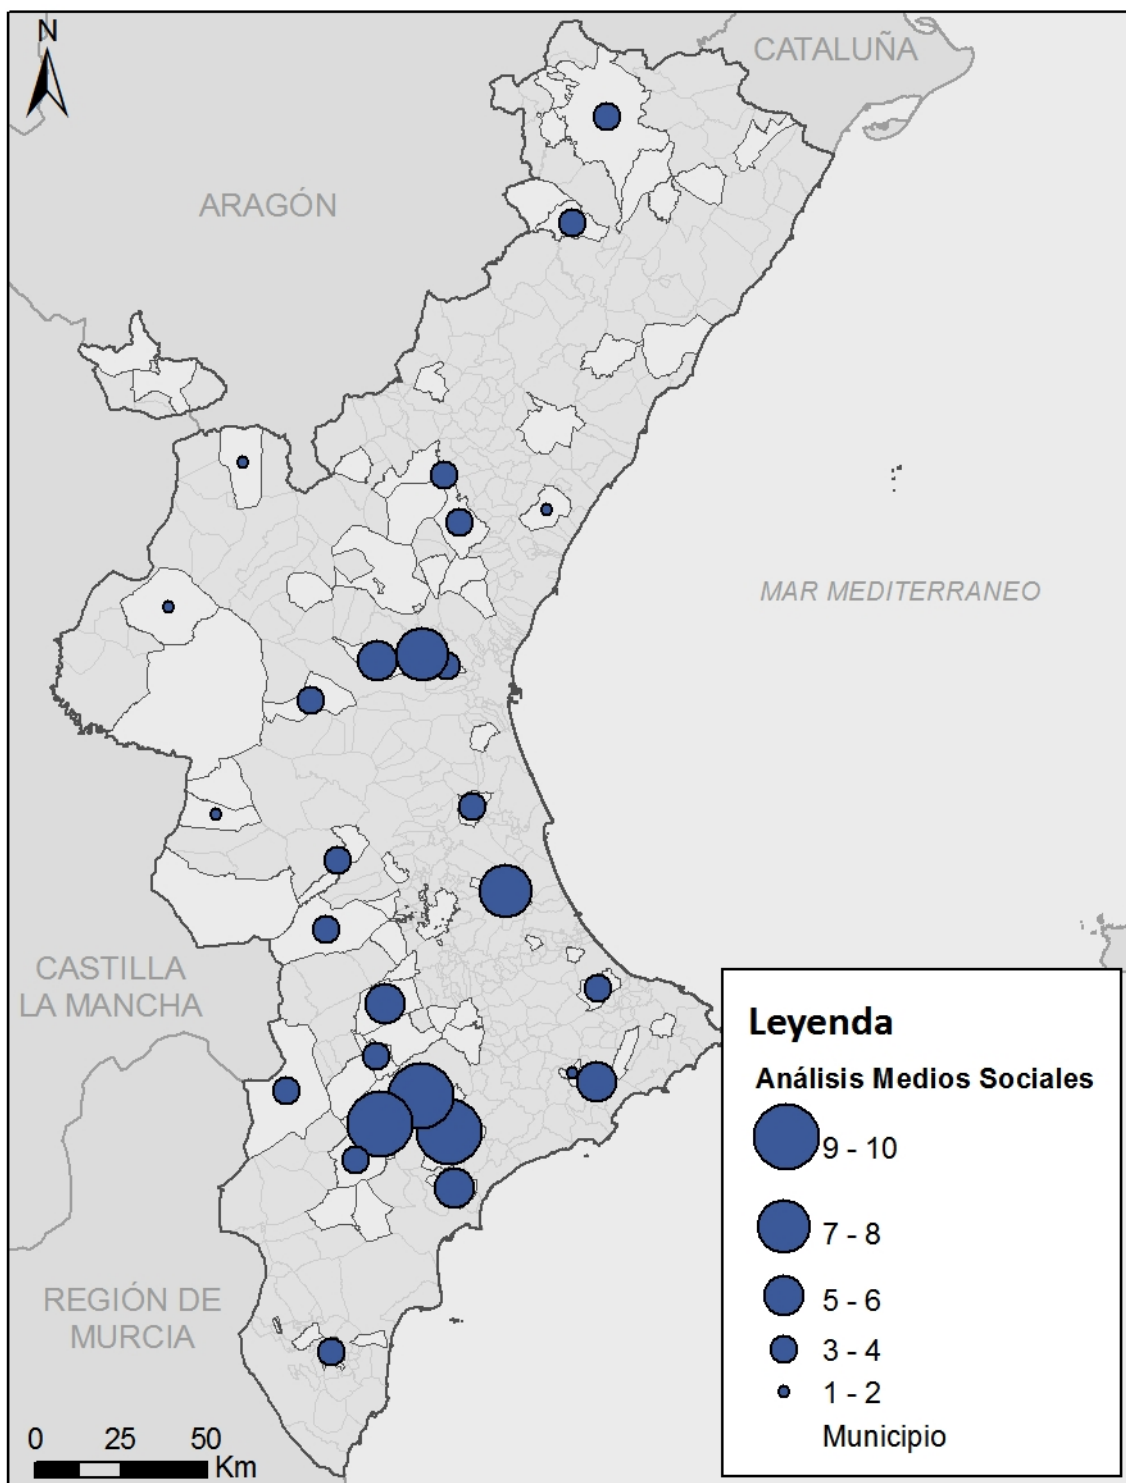 N
CATALUÑA
ARAGÓN
MAR MEDITERRANEO
CASTILLA
LA MANCHA
REGIÓN DE
MURCIA
0 25 50
Km
Leyenda
Análisis Medios Sociales
9 - 10
7 - 8
5 - 6
3 - 4
1 - 2
Municipio